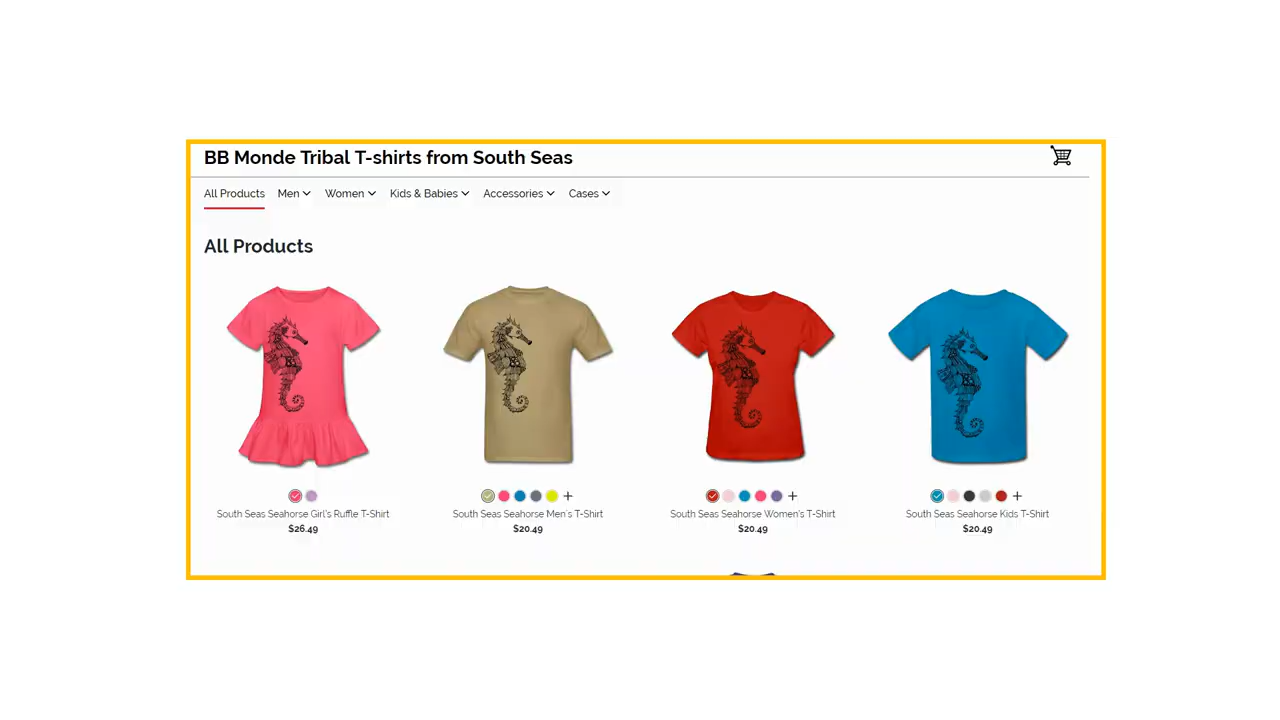 BB Monde Tribal T-shirts from South Seas
All Products Men Women Kids & Babies Accessories Cases
All Products
South Seas Seahorse Girl's Ruffle T-Shirt
$26.49
South Seas Seahorse Men's T-Shirt
$20.49
South Seas Seahorse Women's T-Shirt
$20.49
South Seas Seahorse Kids T-Shirt
$20.49